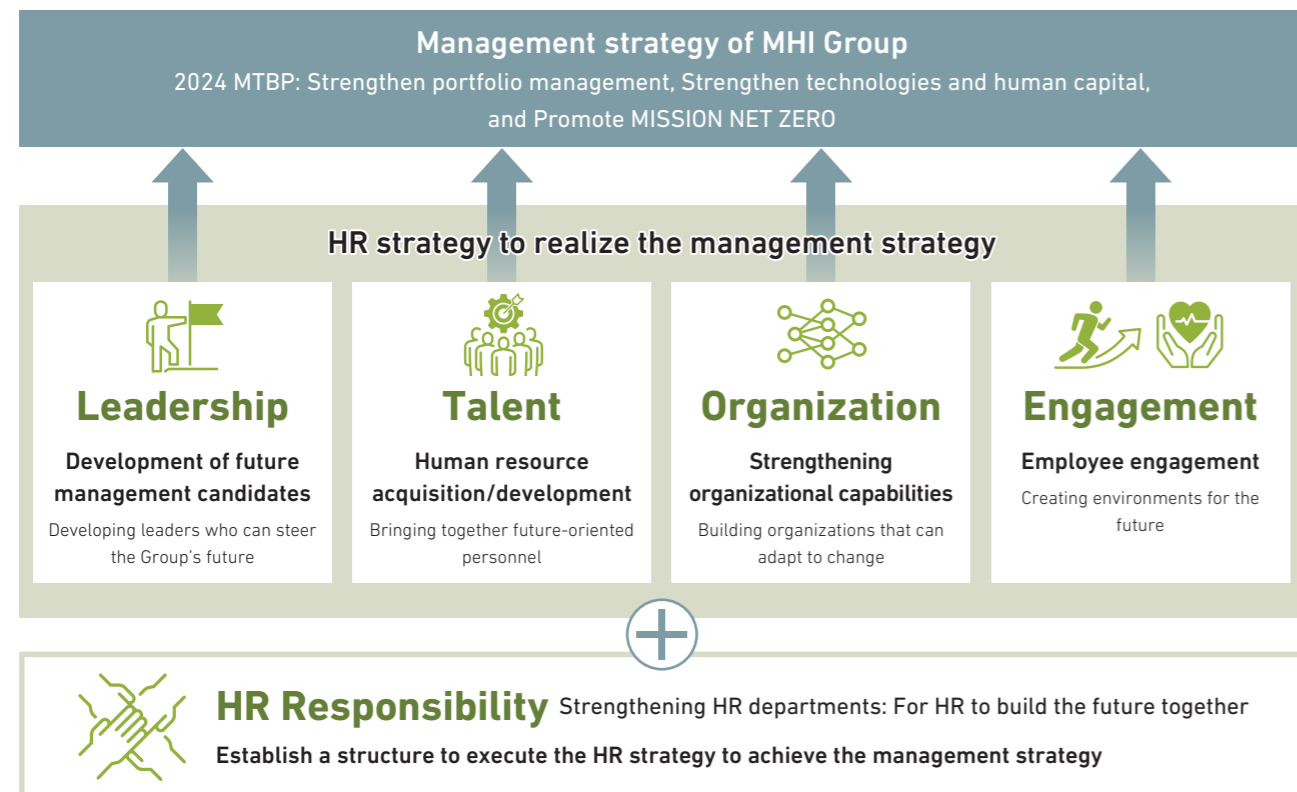 Management strategy of MHI Group
2024 MTBP: Strengthen portfolio management, Strengthen technologies and human capital,
and Promote MISSION NET ZERO
HR strategy to realize the management strategy
Leadership
Development of future
management candidates
Developing leaders who can steer
the Group's future
Talent
Human resource
acquisition/development
Bringing together future-oriented
personnel
Organization
Strengthening
organizational capabilities
Building organizations that can
adapt to change
Engagement
Employee engagement
Creating environments for the
future
HR Responsibility Strengthening HR departments: For HR to build the future together
Establish a structure to execute the HR strategy to achieve the management strategy